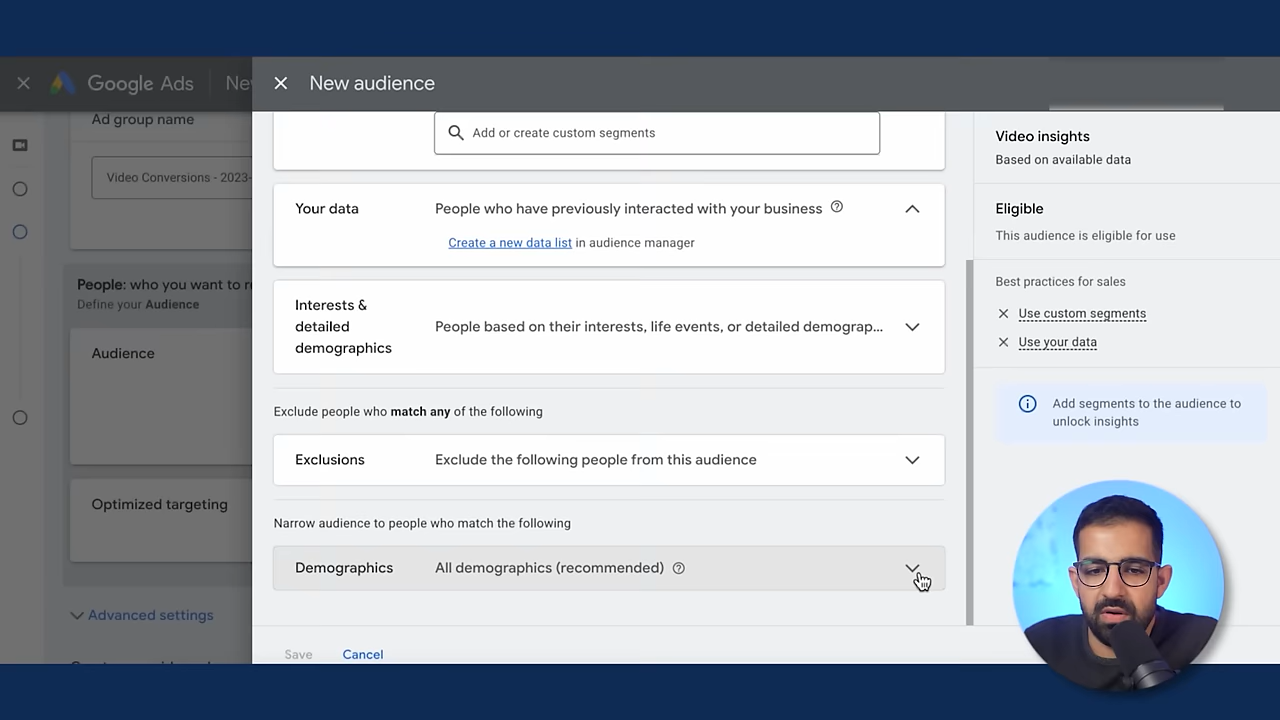 Google Ads
New audience
Ad group name
Add or create custom segments
Video insights
Based on available data
Video Conversions - 2023-
Your data
People who have previously interacted with your business
Create a new data list in audience manager
Eligible
This audience is eligible for use
People: who you want to
Define your Audience
Interests &
detailed
demographics
People based on their interests, life events, or detailed demograp...
Best practices for sales
Use custom segments
Use your data
Audience
Exclude people who match any of the following
Add segments to the audience to
unlock insights
Exclusions
Exclude the following people from this audience
Optimized targeting
Narrow audience to people who match the following
Demographics
All demographics (recommended)
Advanced settings
Save
Cancel